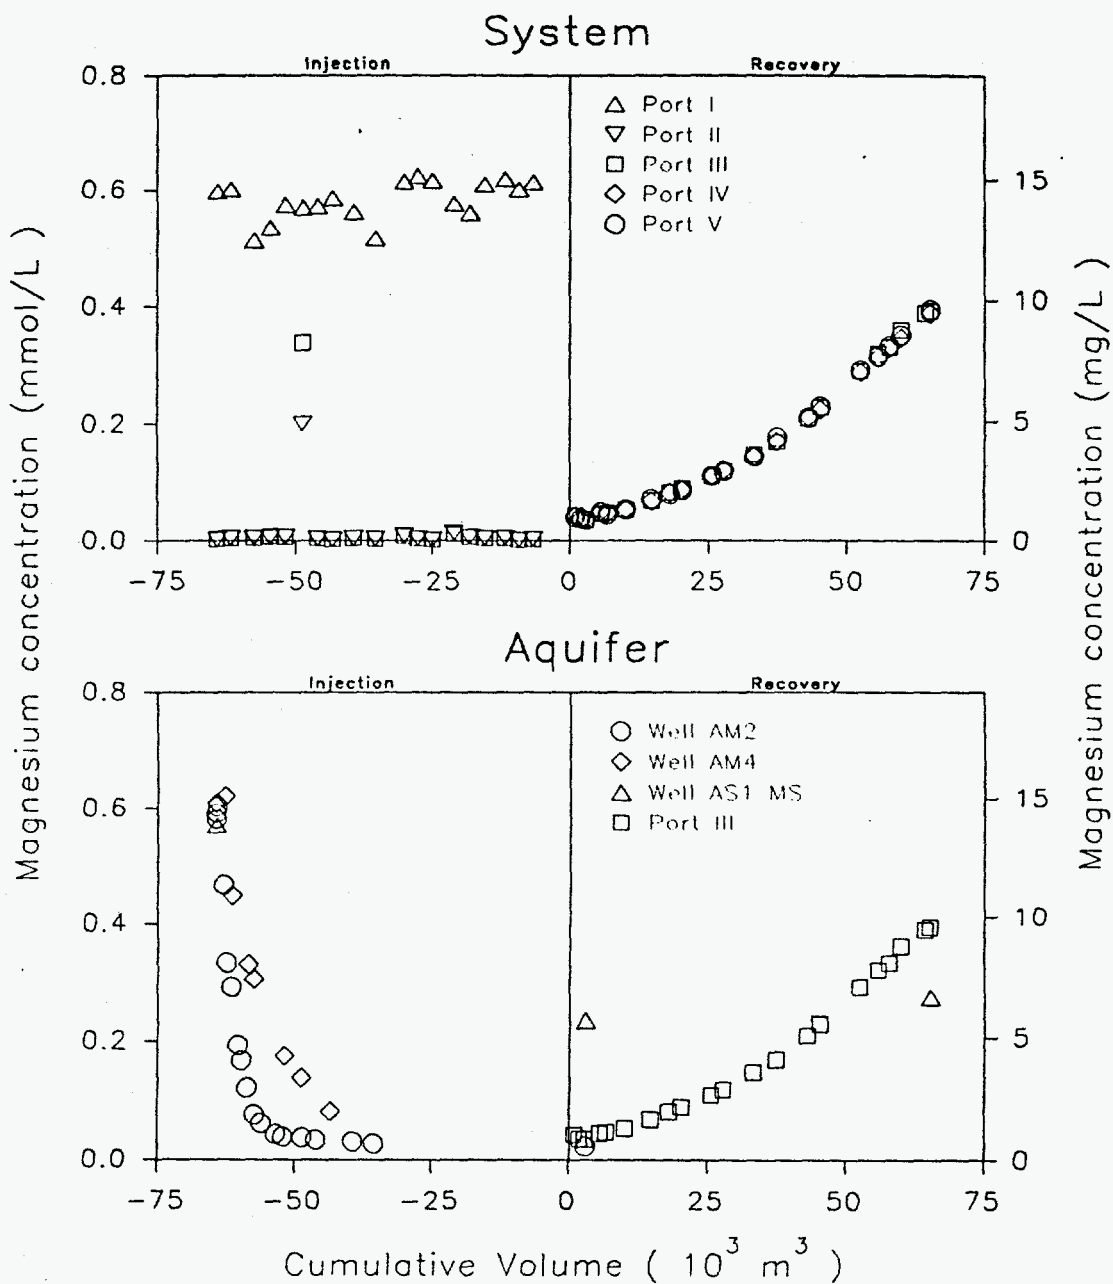 System
Injection Recovery
0.8
0.6
0.4
0.2
0.0
15
10
5
0
Port I
Port II
Port III
Port IV
Port V
−75 −50 −25 0 25 50 75
Aquifer
Injection Recovery
0.8
0.6
0.4
0.2
0.0
15
10
5
0
Well AM2
Well AM4
Well AS1 MS
Port III
−75 −50 −25 0 25 50 75
Cumulative Volume ( 10³ m³ )
Magnesium concentration (mmol/L )
Magnesium concentration (mg/L )